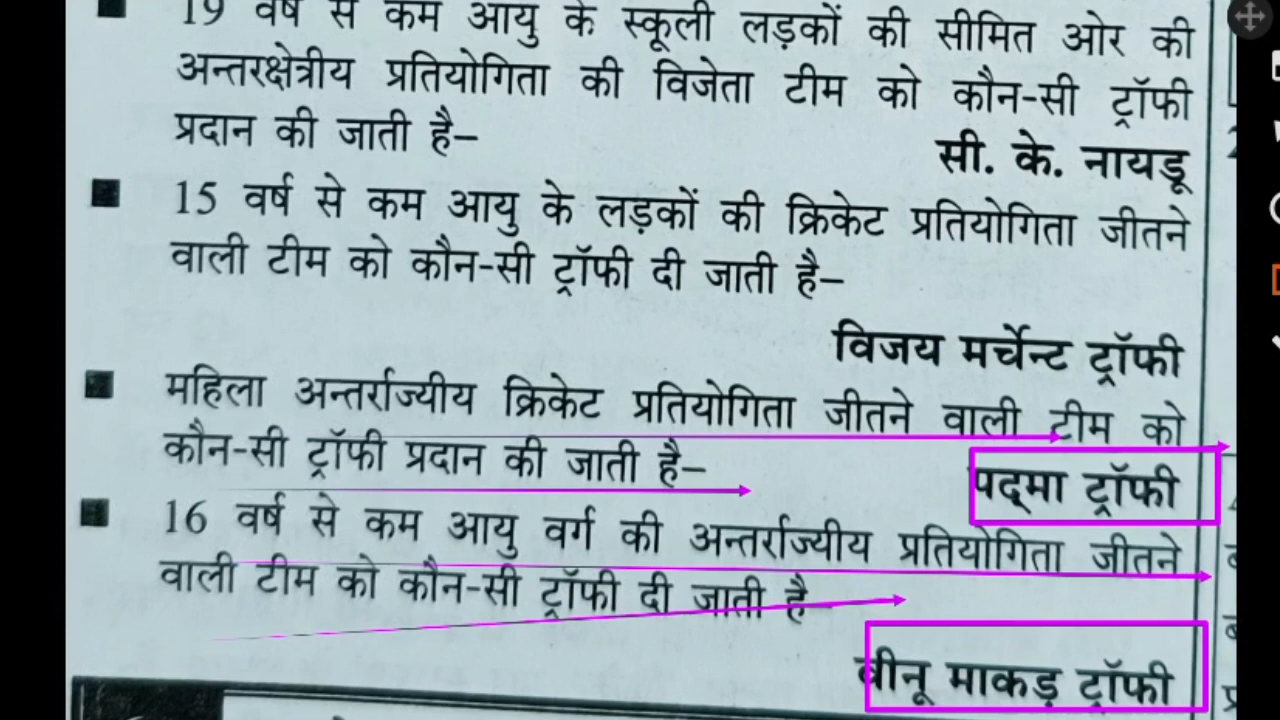 19 वर्ष से कम आयु के स्कूली लड़कों की सीमित ओर की
अन्तरक्षेत्रीय प्रतियोगिता की विजेता टीम को कौन-सी ट्रॉफी
प्रदान की जाती है–
सी. के. नायडू
15 वर्ष से कम आयु के लड़कों की क्रिकेट प्रतियोगिता जीतने
वाली टीम को कौन-सी ट्रॉफी दी जाती है–
विजय मर्चेन्ट ट्रॉफी
महिला अन्तर्राज्यीय क्रिकेट प्रतियोगिता जीतने वाली टीम को
कौन-सी ट्रॉफी प्रदान की जाती है–
पद्‌मा ट्रॉफी
16 वर्ष से कम आयु वर्ग की अन्तर्राज्यीय प्रतियोगिता जीतने
वाली टीम को कौन-सी ट्रॉफी दी जाती है–
वीनू माकड़ ट्रॉफी